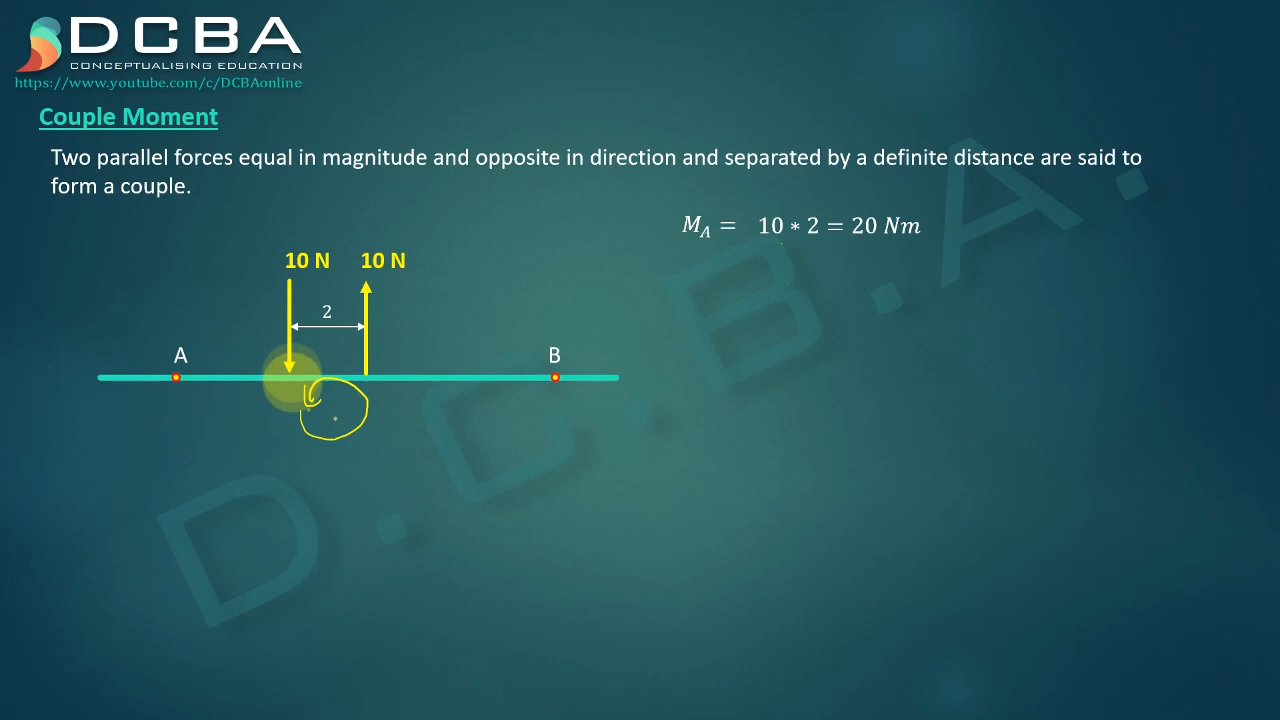 DCBA
CONCEPTUALISING EDUCATION
https://www.youtube.com/c/DCBAonline
Couple Moment
Two parallel forces equal in magnitude and opposite in direction and separated by a definite distance are said to
form a couple.
M_A = 10 * 2 = 20 Nm
10 N 10 N
2
A B
D.C.B.A.